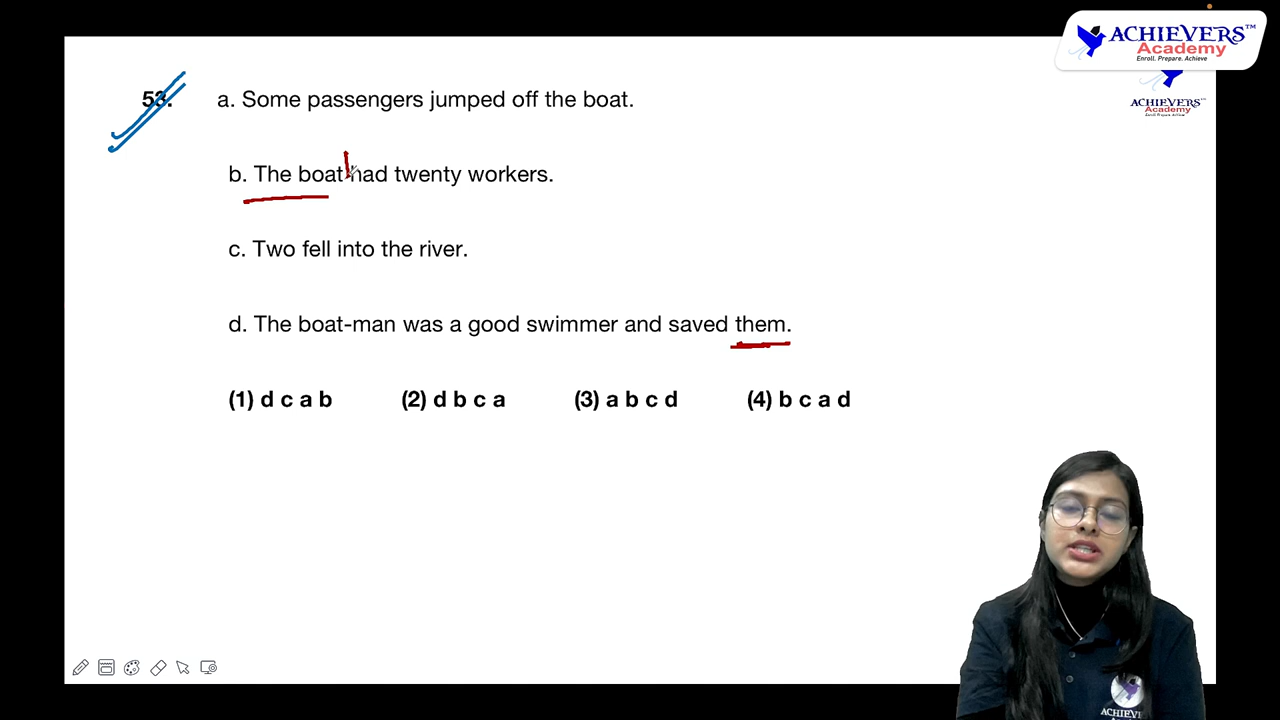 ACHIEVERS™
Academy
Enroll. Prepare. Achieve
ACHIEVERS
Academy
53. a. Some passengers jumped off the boat.
b. The boat had twenty workers.
c. Two fell into the river.
d. The boat-man was a good swimmer and saved them.
(1) d c a b (2) d b c a (3) a b c d (4) b c a d